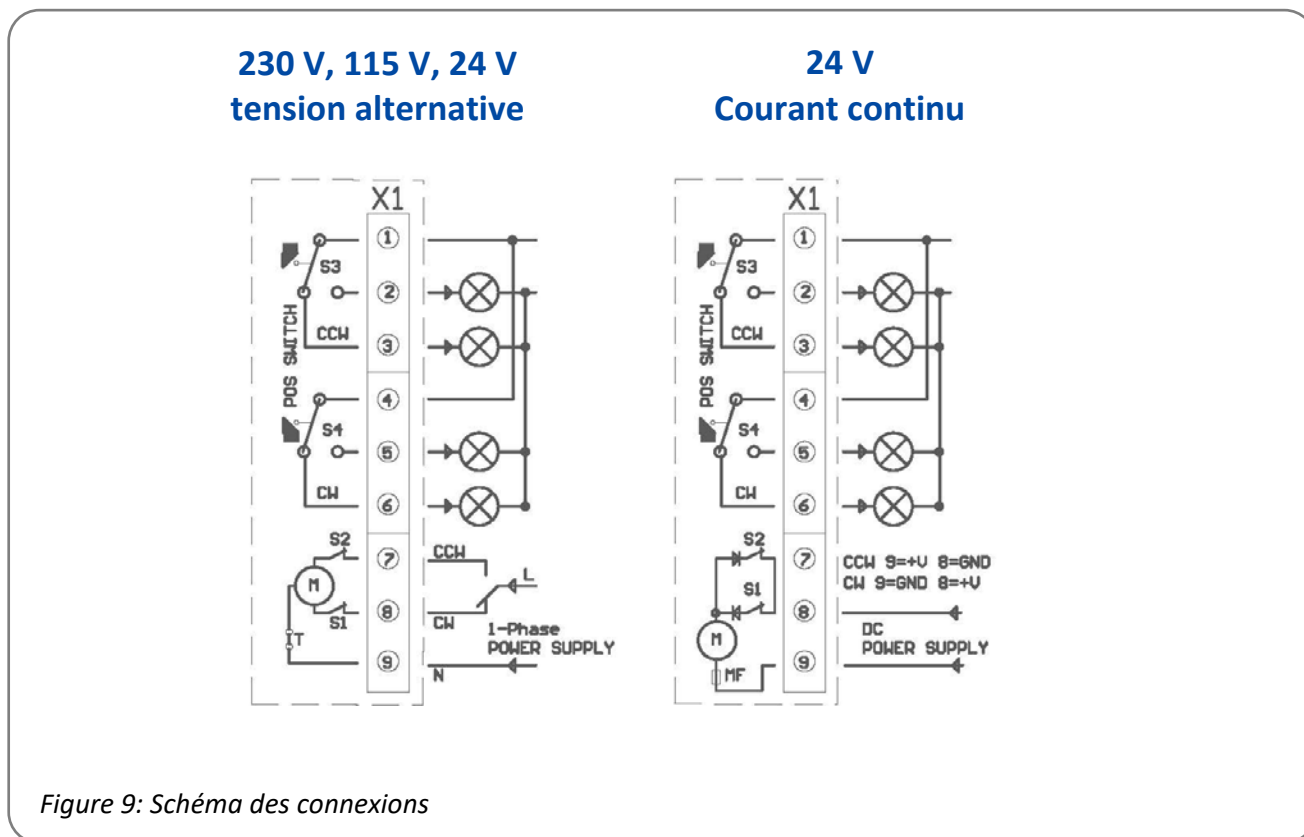 230 V, 115 V, 24 V
tension alternative
24 V
Courant continu
X1
1
S3
2
CCW
3
POS SWITCH
4
S4
5
CW
6
S2
7
CCW
L
M
8
S1
CW
1-Phase
POWER SUPPLY
IT
9
N
X1
1
S3
2
CCW
3
POS SWITCH
4
S4
5
CW
6
S2
7
CCW 9=+V 8=GND
CW 9=GND 8=+V
S1
8
DC
POWER SUPPLY
M
MF
9
Figure 9: Schéma des connexions